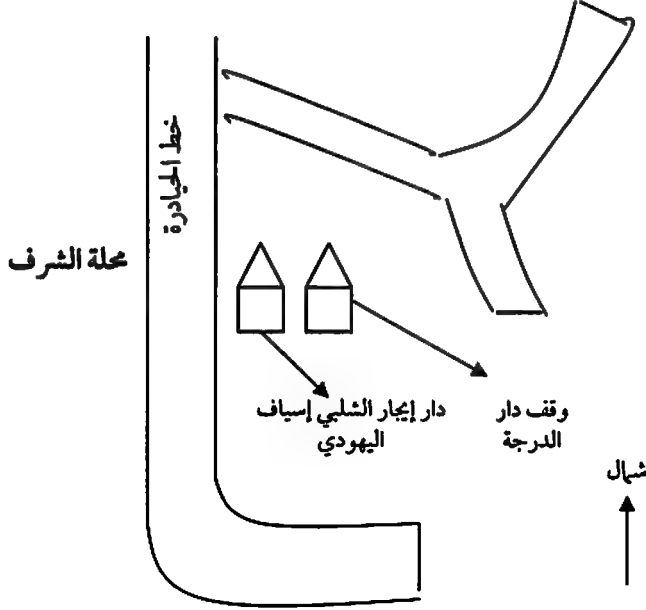 خط الحيادرة
محلة الشرف
وقف دار
الدرجة
دار إيجار الشلبي إسياف
اليهودي
شمال